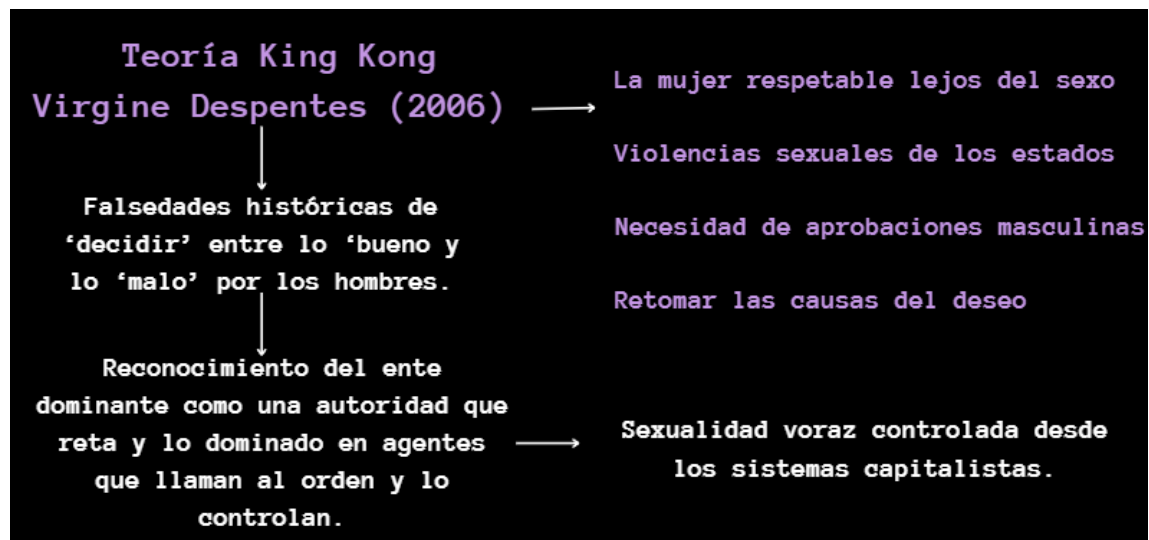 Teoría King Kong
Virgine Despentes (2006)
La mujer respetable lejos del sexo
Violencias sexuales de los estados
Necesidad de aprobaciones masculinas
Retomar las causas del deseo
Falsedades históricas de
‘decidir’ entre lo ‘bueno y
lo ‘malo’ por los hombres.
Reconocimiento del ente
dominante como una autoridad que
reta y lo dominado en agentes
que llaman al orden y lo
controlan.
Sexualidad voraz controlada desde
los sistemas capitalistas.